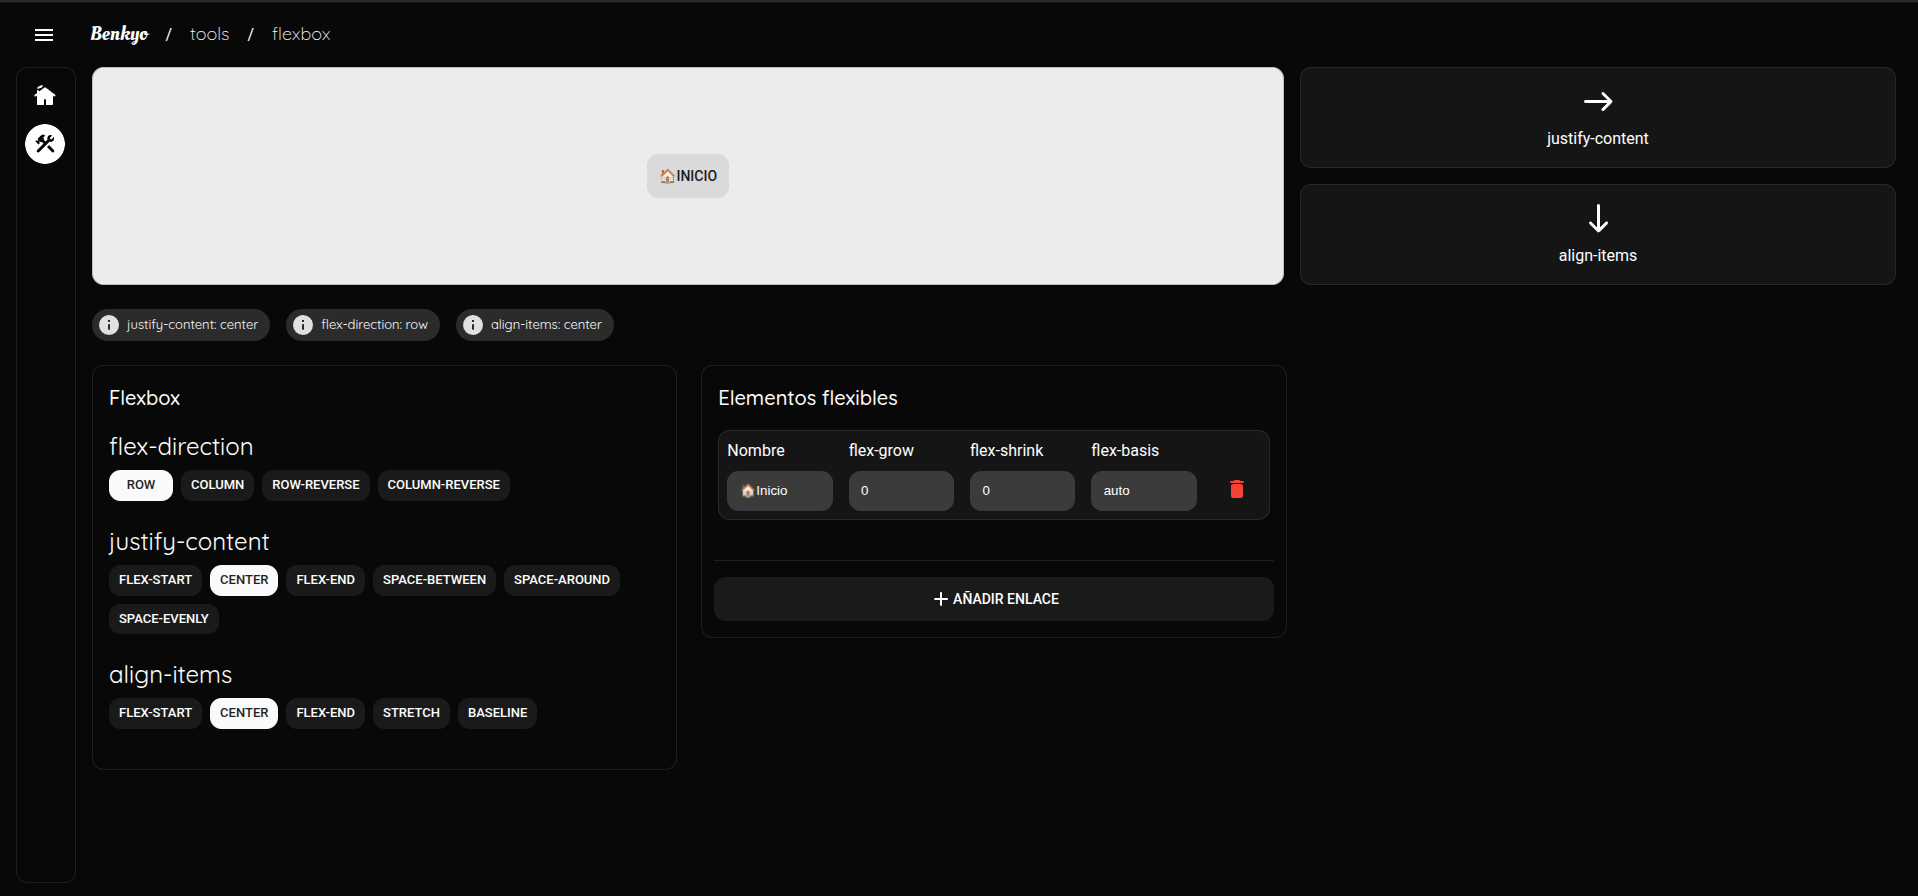 Benkyo / tools / flexbox
🏠INICIO
justify-content
align-items
justify-content: center
flex-direction: row
align-items: center
Flexbox
flex-direction
ROW COLUMN ROW-REVERSE COLUMN-REVERSE
justify-content
FLEX-START CENTER FLEX-END SPACE-BETWEEN SPACE-AROUND
SPACE-EVENLY
align-items
FLEX-START CENTER FLEX-END STRETCH BASELINE
Elementos flexibles
Nombre flex-grow flex-shrink flex-basis
🏠Inicio 0 0 auto
+ AÑADIR ENLACE